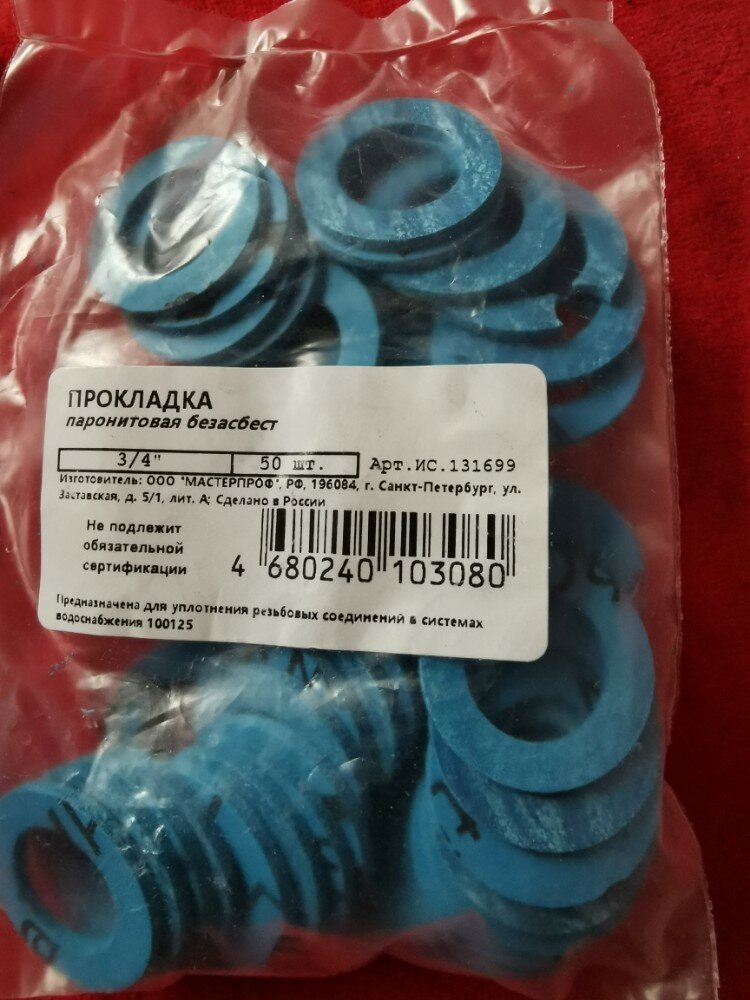 ПРОКЛАДКА
паронитовая безасбест
3/4" 50 шт. Арт.ИС.131699
Изготовитель: ООО "МАСТЕРПРОФ", РФ, 196084, г. Санкт-Петербург, ул.
Заставская, д. 5/1, лит. А; Сделано в России
Не подлежит
обязательной
сертификации
4 680240 103080
Предназначена для уплотнения резьбовых соединений в системах
водоснабжения 100125